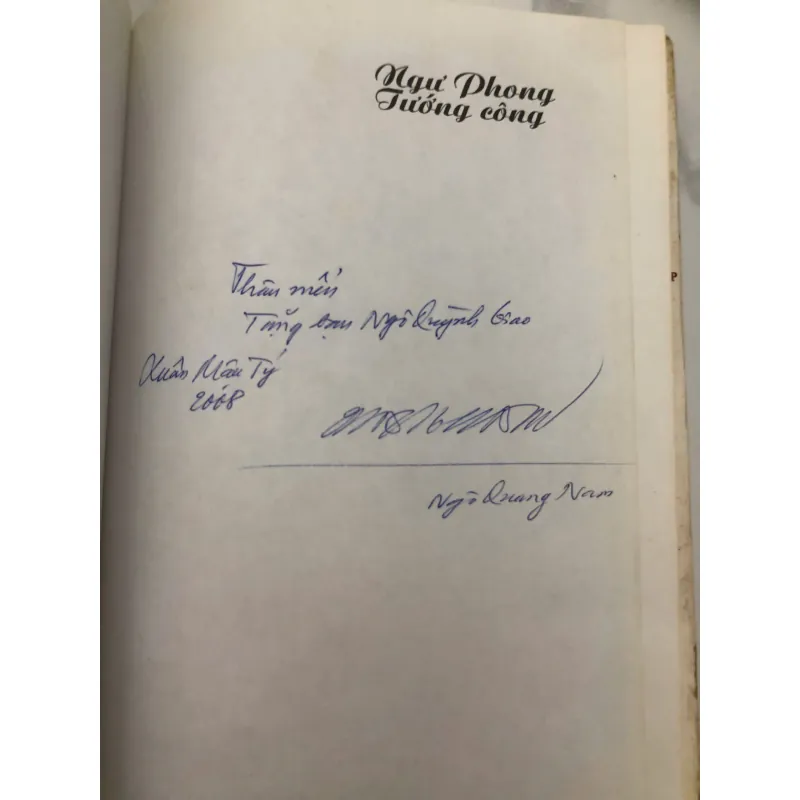 Ngư Phong
Tướng công
Thân mến
Tặng bạn Ngô Quỳnh Giao
Xuân Mậu Tý
2008
Ngô Quang Nam
P